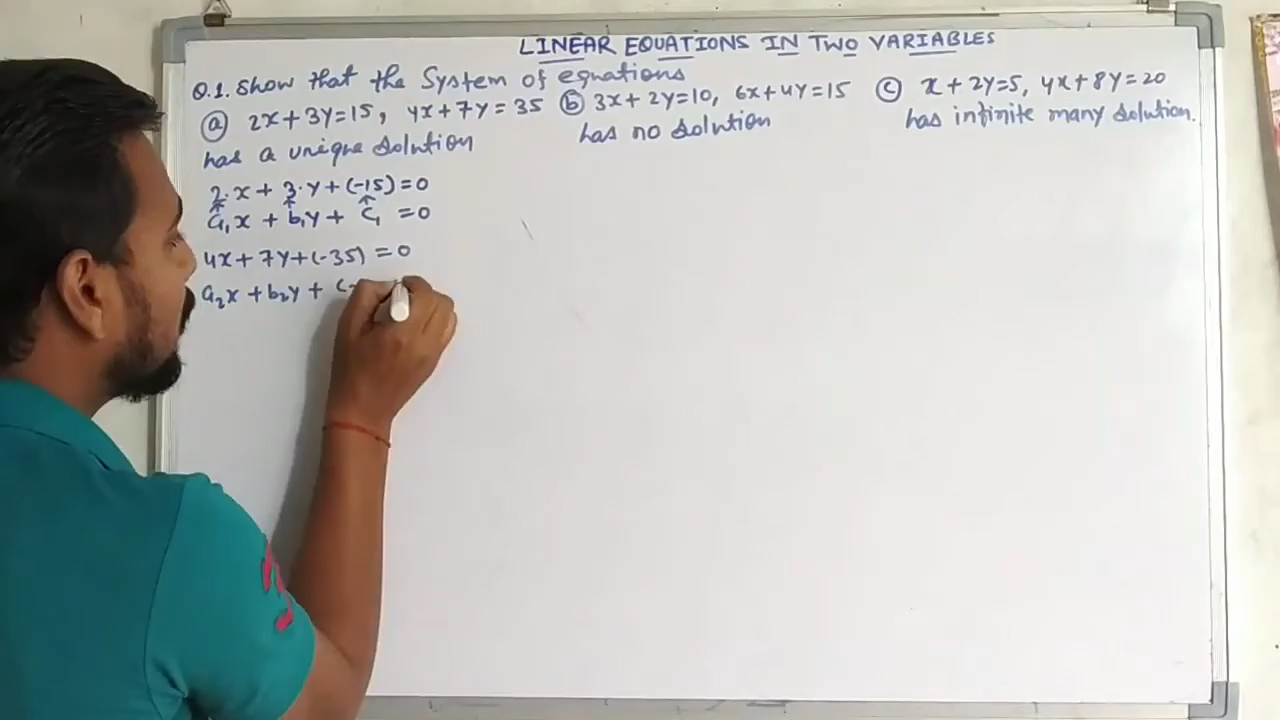 LINEAR EQUATIONS IN TWO VARIABLES
Q.1. Show that the System of equations
(a) 2x+3y=15, 4x+7y=35
has a unique solution
(b) 3x+2y=10, 6x+4y=15
has no solution
(c) x+2y=5, 4x+8y=20
has infinite many solution.
2·x + 3·y + (-15) = 0
↑ ↑ ↑
a₁x + b₁y + c₁ = 0
4x + 7y + (-35) = 0
a₂x + b₂y +